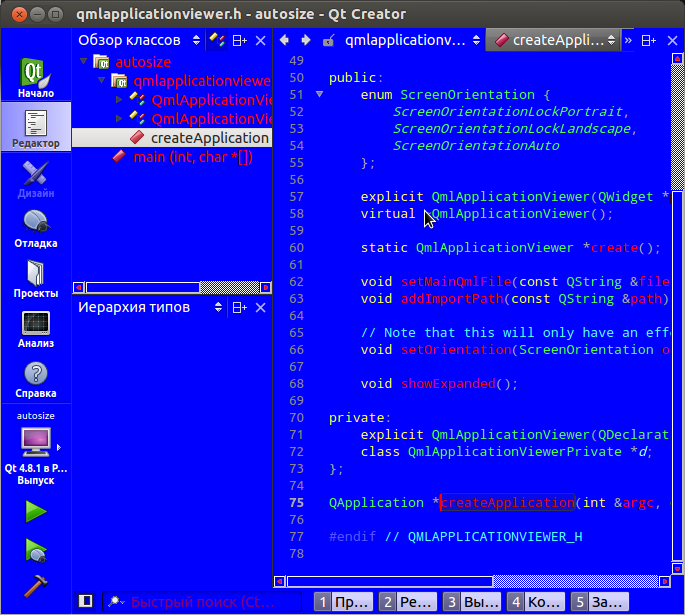 qmlapplicationviewer.h - autosize - Qt Creator
Обзор классов
qmlapplicationv...
createAppli...
»
Начало
Редактор
Дизайн
Отладка
Проекты
Анализ
Справка
autosize
Qt 4.8.1 в P...
Выпуск
autosize
qmlapplicationviewe
QmlApplicationVie
QmlApplicationVie
createApplication
main (int, char *[])
Иерархия типов
49
50 public:
51 enum ScreenOrientation {
52 ScreenOrientationLockPortrait,
53 ScreenOrientationLockLandscape,
54 ScreenOrientationAuto
55 };
56
57 explicit QmlApplicationViewer(QWidget *
58 virtual ~QmlApplicationViewer();
59
60 static QmlApplicationViewer *create();
61
62 void setMainQmlFile(const QString &file
63 void addImportPath(const QString &path)
64
65 // Note that this will only have an effe
66 void setOrientation(ScreenOrientation o
67
68 void showExpanded();
69
70 private:
71 explicit QmlApplicationViewer(QDeclarat
72 class QmlApplicationViewerPrivate *d;
73 };
74
75 QApplication *createApplication(int &argc,
76
77 #endif // QMLAPPLICATIONVIEWER_H
78
Быстрый поиск (Ct...
1 Пр...
2 Ре...
3 Вы...
4 Ко...
5 За...